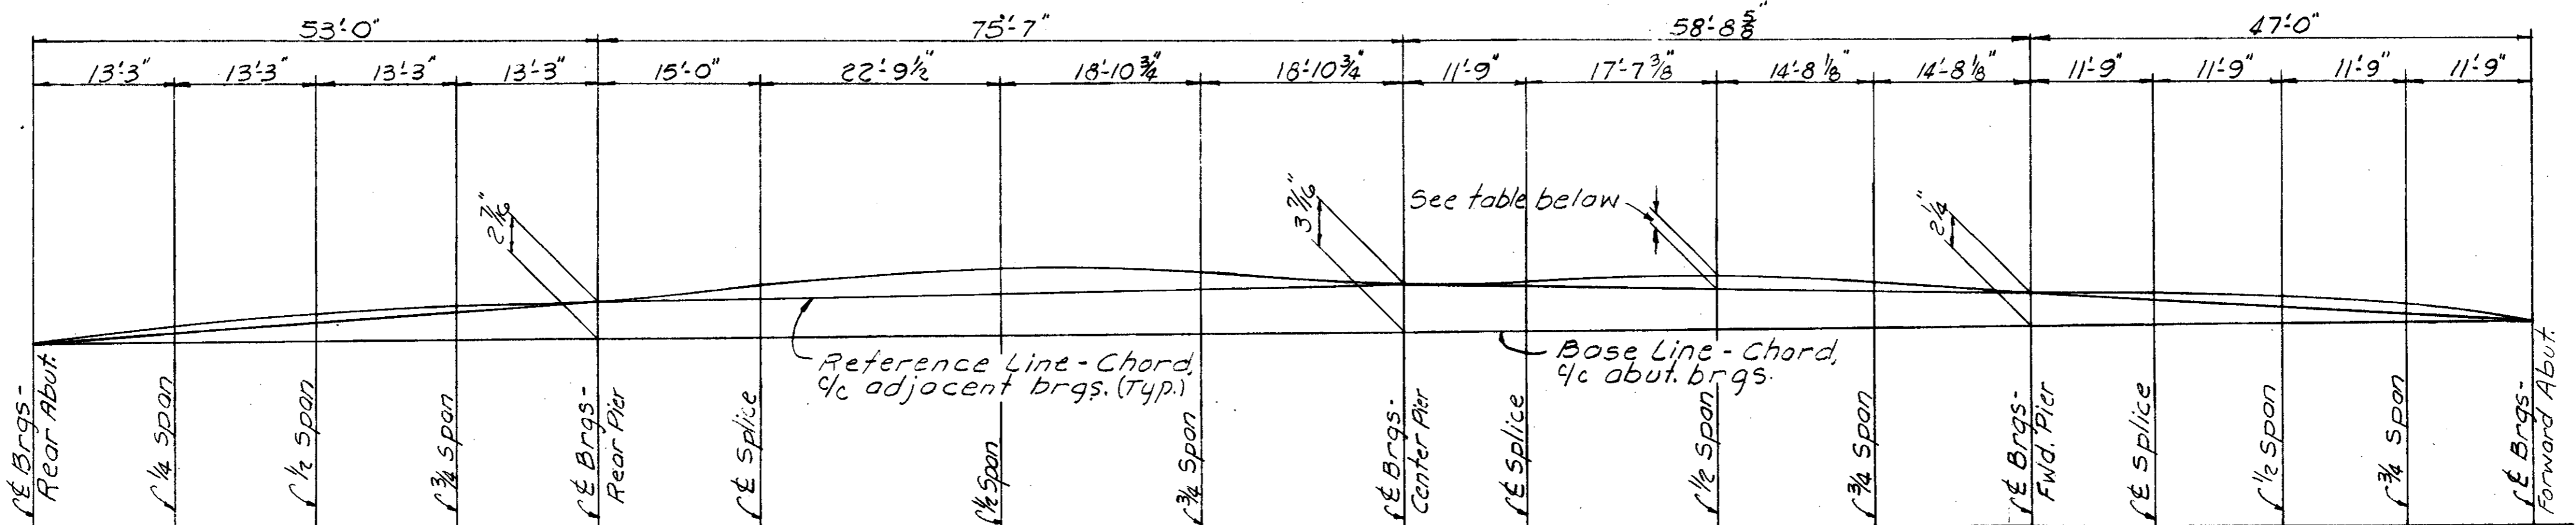 53'-0" 75'-7" 58'-8 5/8" 47'-0"
13'-3" 13'-3" 13'-3" 13'-3" 15'-0" 22'-9 1/2" 18'-10 3/4" 18'-10 3/4" 11'-9" 17'-7 3/8" 14'-8 1/8" 14'-8 1/8" 11'-9" 11'-9" 11'-9" 11'-9"
2 7/16"
3 7/16"
See table below
2 1/4"
Reference Line - Chord,
c/c adjacent brgs. (Typ.)
Base Line - Chord,
c/c abut. brgs.
℄ Brgs-
Rear Abut.
1/4 span
1/2 span
3/4 span
℄ Brgs-
Rear Pier
℄ Splice
1/2 Span
3/4 Span
℄ Brgs-
Center Pier
℄ Splice
1/2 Span
3/4 Span
℄ Brgs-
Fwd. Pier
℄ Splice
1/2 Span
3/4 Span
℄ Brgs-
Forward Abut.